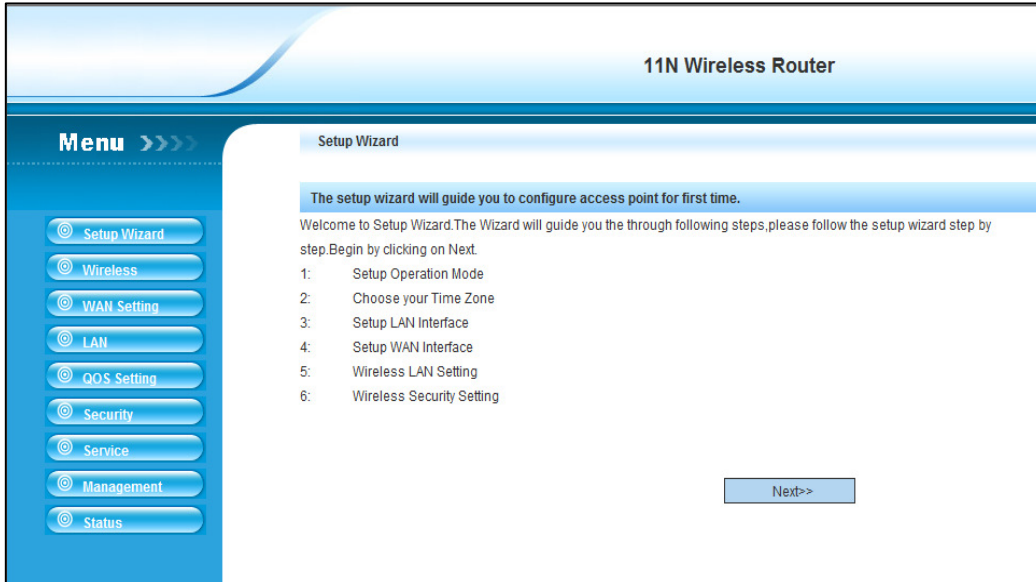 11N Wireless Router
Menu >>>>
Setup Wizard
Wireless
WAN Setting
LAN
QOS Setting
Security
Service
Management
Status
Setup Wizard
The setup wizard will guide you to configure access point for first time.
Welcome to Setup Wizard.The Wizard will guide you the through following steps,please follow the setup wizard step by
step.Begin by clicking on Next.
1: Setup Operation Mode
2: Choose your Time Zone
3: Setup LAN Interface
4: Setup WAN Interface
5: Wireless LAN Setting
6: Wireless Security Setting
Next>>